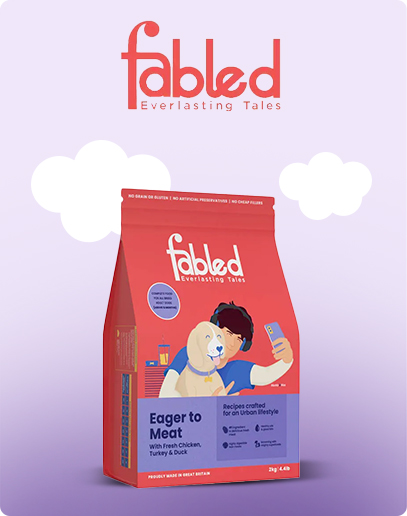 fabled
Everlasting Tales
NO GRAIN OR GLUTEN | NO ARTIFICIAL PRESERVATIVES | NO CHEAP FILLERS
fabled
Everlasting Tales
Eager to
Meat
With Fresh Chicken,
Turkey & Duck
Recipes crafted
for an Urban lifestyle
PROUDLY MADE IN GREAT BRITAIN
2kg | 4.4lb